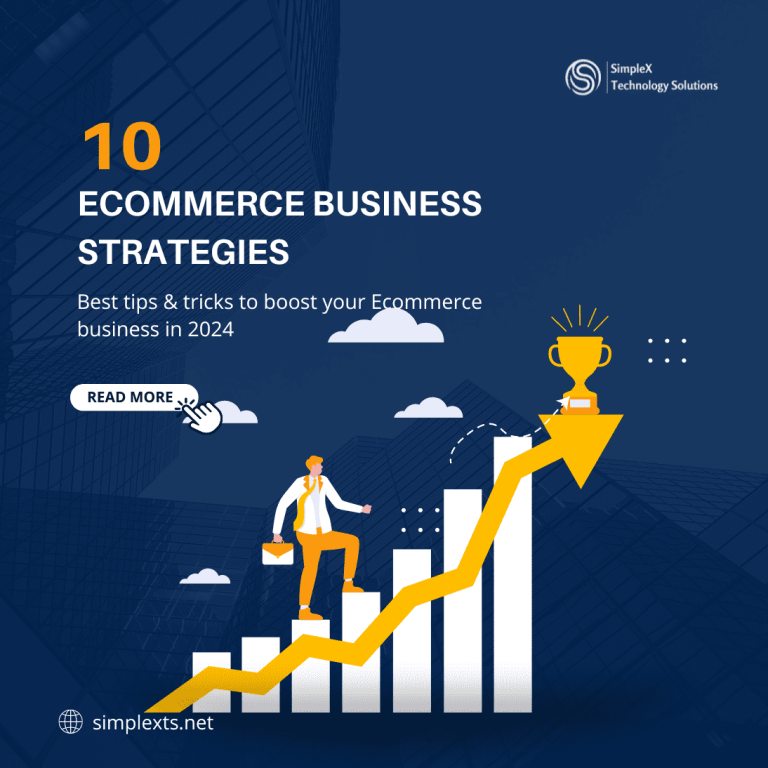 SimpleX
Technology Solutions
10
ECOMMERCE BUSINESS
STRATEGIES
Best tips & tricks to boost your Ecommerce
business in 2024
READ MORE
simplexts.net